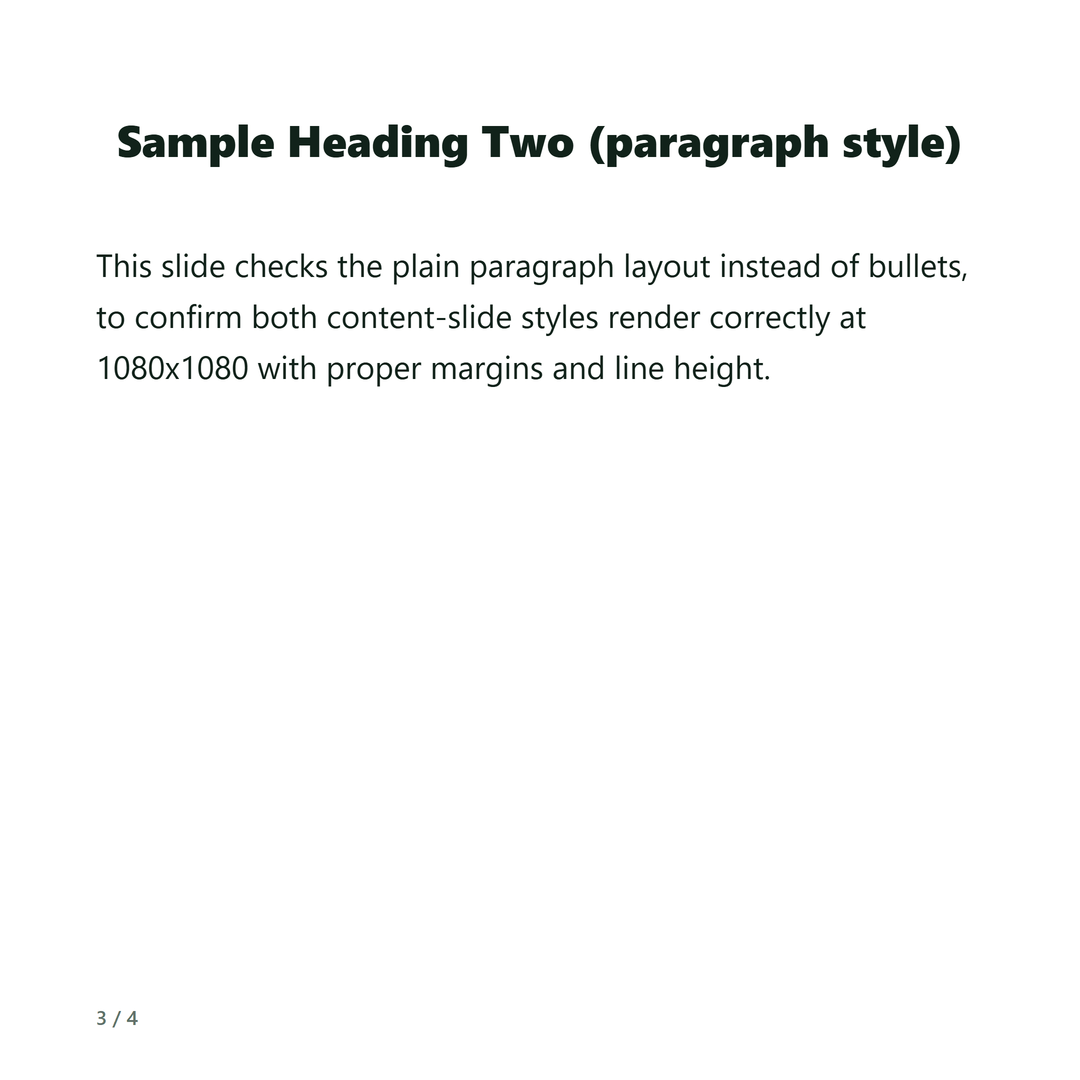 Sample Heading Two (paragraph style)
This slide checks the plain paragraph layout instead of bullets,
to confirm both content-slide styles render correctly at
1080x1080 with proper margins and line height.
3 / 4